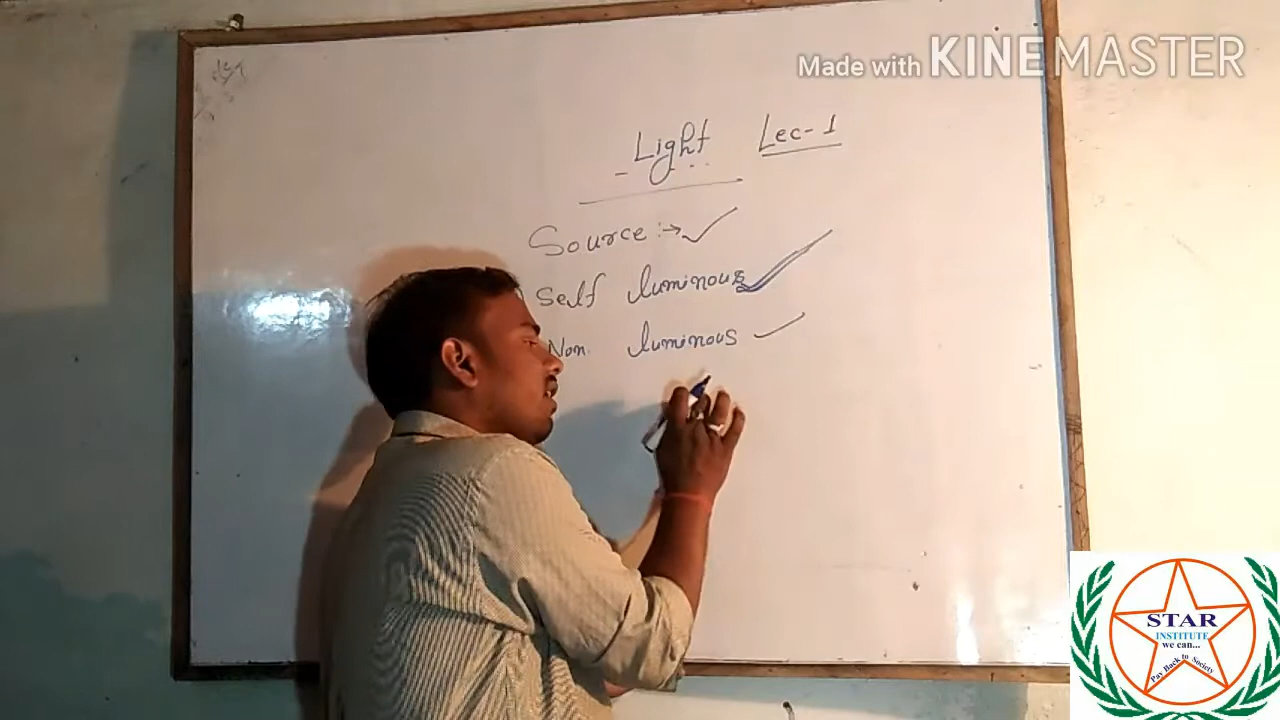 Made with KINEMASTER
Light Lec-1
Source :→
Self luminous
Non luminous
STAR
INSTITUTE
we can...
Pay Back to Society